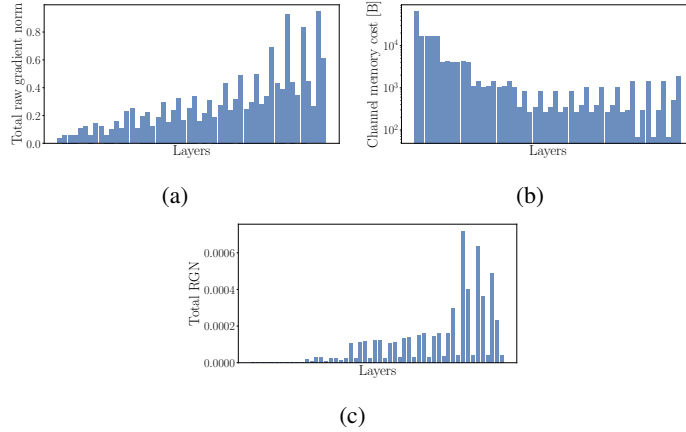 Total raw gradient norm
0.8
0.6
0.4
0.2
0.0
Layers
(a)
Channel memory cost [B]
10^4
10^3
10^2
Layers
(b)
Total RGN
0.0006
0.0004
0.0002
0.0000
Layers
(c)